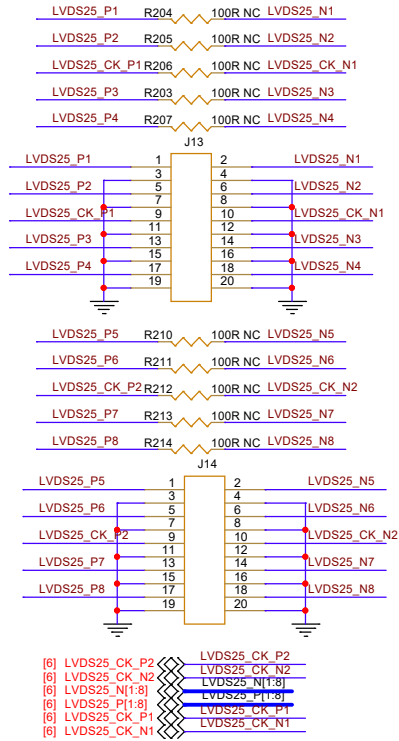 LVDS25_P1 R204 100R NC LVDS25_N1
LVDS25_P2 R205 100R NC LVDS25_N2
LVDS25_CK_P1 R206 100R NC LVDS25_CK_N1
LVDS25_P3 R203 100R NC LVDS25_N3
LVDS25_P4 R207 100R NC LVDS25_N4
J13
LVDS25_P1 1 2 LVDS25_N1
3 4
LVDS25_P2 5 6 LVDS25_N2
7 8
LVDS25_CK_P1 9 10 LVDS25_CK_N1
11 12
LVDS25_P3 13 14 LVDS25_N3
15 16
LVDS25_P4 17 18 LVDS25_N4
19 20
LVDS25_P5 R210 100R NC LVDS25_N5
LVDS25_P6 R211 100R NC LVDS25_N6
LVDS25_CK_P2 R212 100R NC LVDS25_CK_N2
LVDS25_P7 R213 100R NC LVDS25_N7
LVDS25_P8 R214 100R NC LVDS25_N8
J14
LVDS25_P5 1 2 LVDS25_N5
3 4
LVDS25_P6 5 6 LVDS25_N6
7 8
LVDS25_CK_P2 9 10 LVDS25_CK_N2
11 12
LVDS25_P7 13 14 LVDS25_N7
15 16
LVDS25_P8 17 18 LVDS25_N8
19 20
[6] LVDS25_CK_P2 LVDS25_CK_P2
[6] LVDS25_CK_N2 LVDS25_CK_N2
[6] LVDS25_N[1:8] LVDS25_N[1:8]
[6] LVDS25_P[1:8] LVDS25_P[1:8]
[6] LVDS25_CK_P1 LVDS25_CK_P1
[6] LVDS25_CK_N1 LVDS25_CK_N1